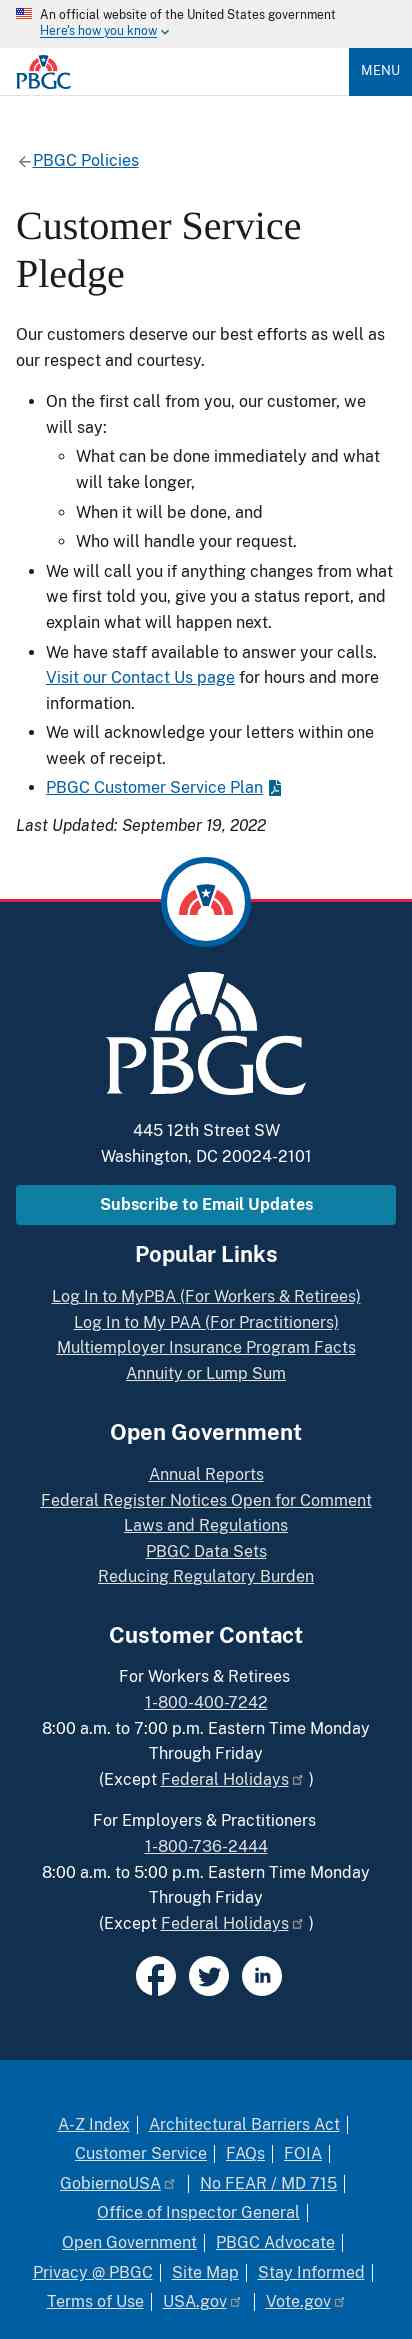 An official website of the United States government
Here's how you know
PBGC
MENU
PBGC Policies
Customer Service
Pledge
Our customers deserve our best efforts as well as
our respect and courtesy.
On the first call from you, our customer, we
will say:
What can be done immediately and what
will take longer,
When it will be done, and
Who will handle your request.
We will call you if anything changes from what
we first told you, give you a status report, and
explain what will happen next.
We have staff available to answer your calls.
Visit our Contact Us page for hours and more
information.
We will acknowledge your letters within one
week of receipt.
PBGC Customer Service Plan
Last Updated: September 19, 2022
PBGC
445 12th Street SW
Washington, DC 20024-2101
Subscribe to Email Updates
Popular Links
Log In to MyPBA (For Workers & Retirees)
Log In to My PAA (For Practitioners)
Multiemployer Insurance Program Facts
Annuity or Lump Sum
Open Government
Annual Reports
Federal Register Notices Open for Comment
Laws and Regulations
PBGC Data Sets
Reducing Regulatory Burden
Customer Contact
For Workers & Retirees
1-800-400-7242
8:00 a.m. to 7:00 p.m. Eastern Time Monday
Through Friday
(Except Federal Holidays )
For Employers & Practitioners
1-800-736-2444
8:00 a.m. to 5:00 p.m. Eastern Time Monday
Through Friday
(Except Federal Holidays )
A-Z Index | Architectural Barriers Act |
Customer Service | FAQs | FOIA |
GobiernoUSA | No FEAR / MD 715 |
Office of Inspector General |
Open Government | PBGC Advocate |
Privacy @ PBGC | Site Map | Stay Informed |
Terms of Use | USA.gov | Vote.gov